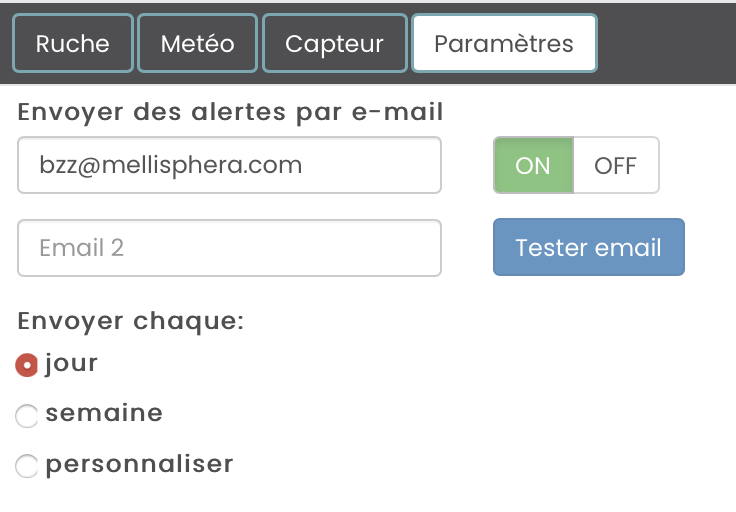 Ruche Metéo Capteur Paramètres
Envoyer des alertes par e-mail
bzz@mellisphera.com ON OFF
Email 2 Tester email
Envoyer chaque:
jour
semaine
personnaliser